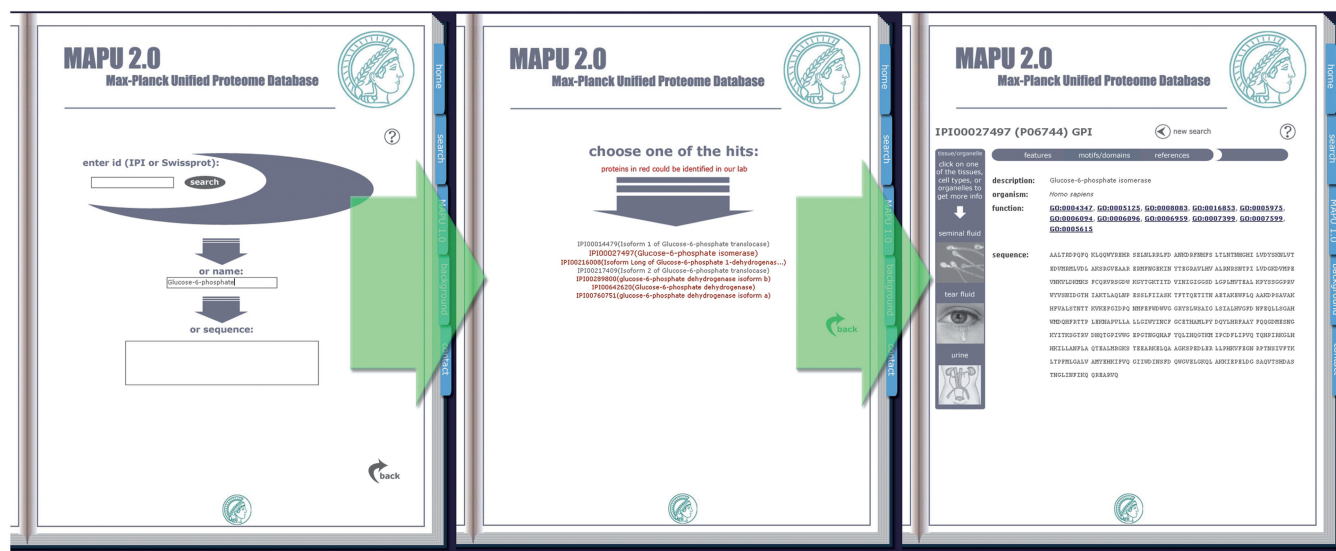 MAPU 2.0
Max-Planck Unified Proteome Database
home
search
MAPU 1.0
background
contact
enter id (IPI or Swissprot):
search
or name:
Glucose-6-phosphate
or sequence:
back
MAPU 2.0
Max-Planck Unified Proteome Database
home
search
MAPU 1.0
background
contact
choose one of the hits:
proteins in red could be identified in our lab
IPI00014479(Isoform 1 of Glucose-6-phosphate translocase)
IPI00027497(Glucose-6-phosphate isomerase)
IPI00216008(Isoform Long of Glucose-6-phosphate 1-dehydrogenas...)
IPI00217409(Isoform 2 of Glucose-6-phosphate translocase)
IPI00289800(glucose-6-phosphate dehydrogenase isoform b)
IPI00642620(Glucose-6-phosphate dehydrogenase)
IPI00760751(glucose-6-phosphate dehydrogenase isoform a)
back
MAPU 2.0
Max-Planck Unified Proteome Database
home
search
MAPU 1.0
background
contact
IPI00027497 (P06744) GPI
new search
?
tissue/organelle
click on one
of the tissues,
cell types, or
organelles to
get more info
seminal fluid
tear fluid
urine
features motifs/domains references
description: Glucose-6-phosphate isomerase
organism: Homo sapiens
function: GO:0004347, GO:0005125, GO:0008083, GO:0016853, GO:0005975,
GO:0006094, GO:0006096, GO:0006959, GO:0007399, GO:0007599,
GO:0005615
sequence: